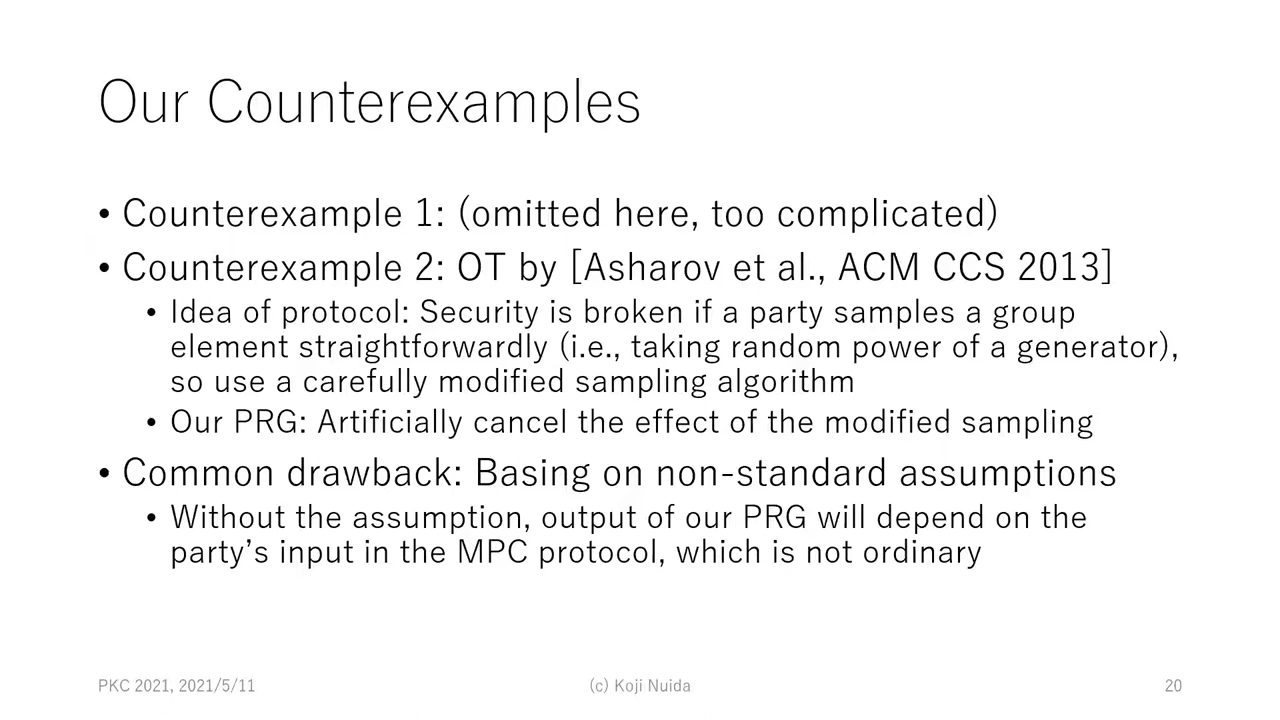 Our Counterexamples
• Counterexample 1: (omitted here, too complicated)
• Counterexample 2: OT by [Asharov et al., ACM CCS 2013]
• Idea of protocol: Security is broken if a party samples a group
element straightforwardly (i.e., taking random power of a generator),
so use a carefully modified sampling algorithm
• Our PRG: Artificially cancel the effect of the modified sampling
• Common drawback: Basing on non-standard assumptions
• Without the assumption, output of our PRG will depend on the
party’s input in the MPC protocol, which is not ordinary
PKC 2021, 2021/5/11
(c) Koji Nuida
20